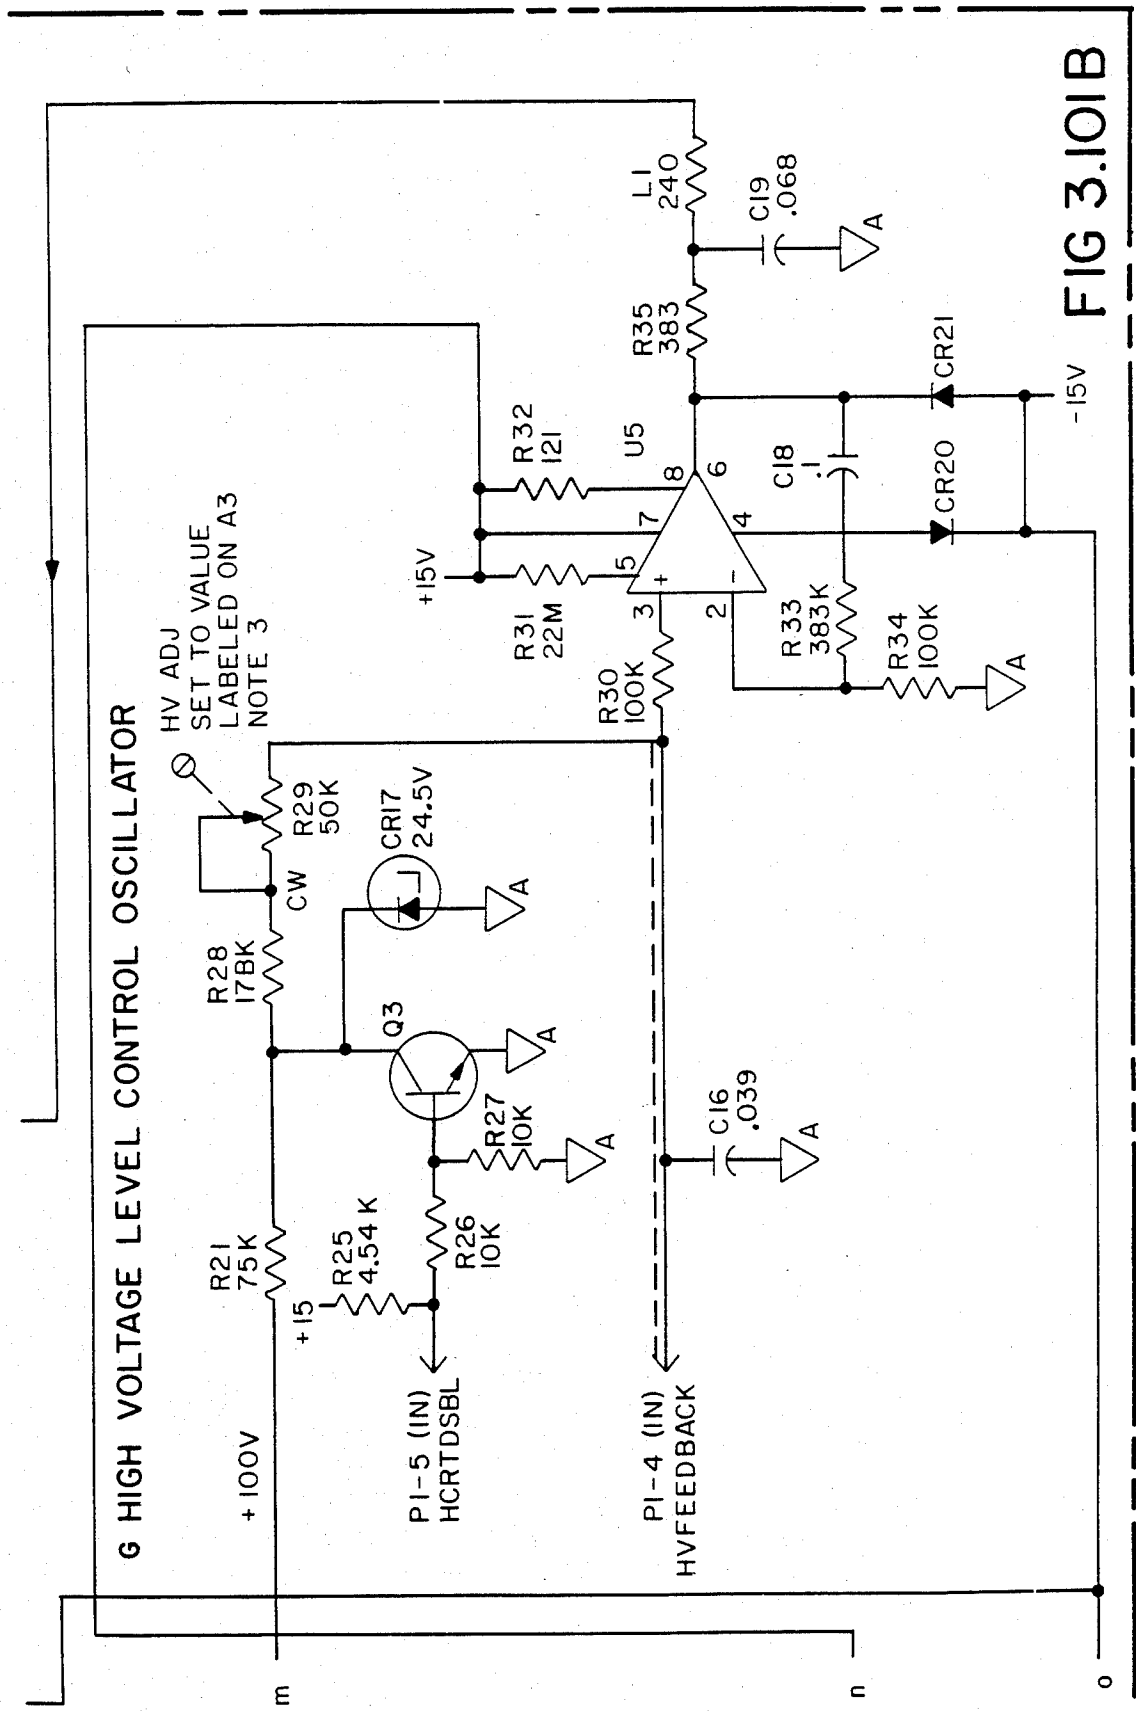 G HIGH VOLTAGE LEVEL CONTROL OSCILLATOR
HV ADJ
SET TO VALUE
LABELED ON A3
NOTE 3
m
+100V
R21
75K
R28
178K
CW
R29
50K
+15
R25
4.54K
P1-5 (IN)
HCRTDSBL
R26
10K
R27
10K
A
Q3
A
CR17
24.5V
A
P1-4 (IN)
HVFEEDBACK
C16
.039
A
R30
100K
+15V
R31
22M
R32
121
U5
3
+
2
-
5
7
8
6
4
R33
383K
R34
100K
A
C18
.1
CR20
CR21
-15V
R35
383
L1
240
C19
.068
A
n
o
FIG 3.101B